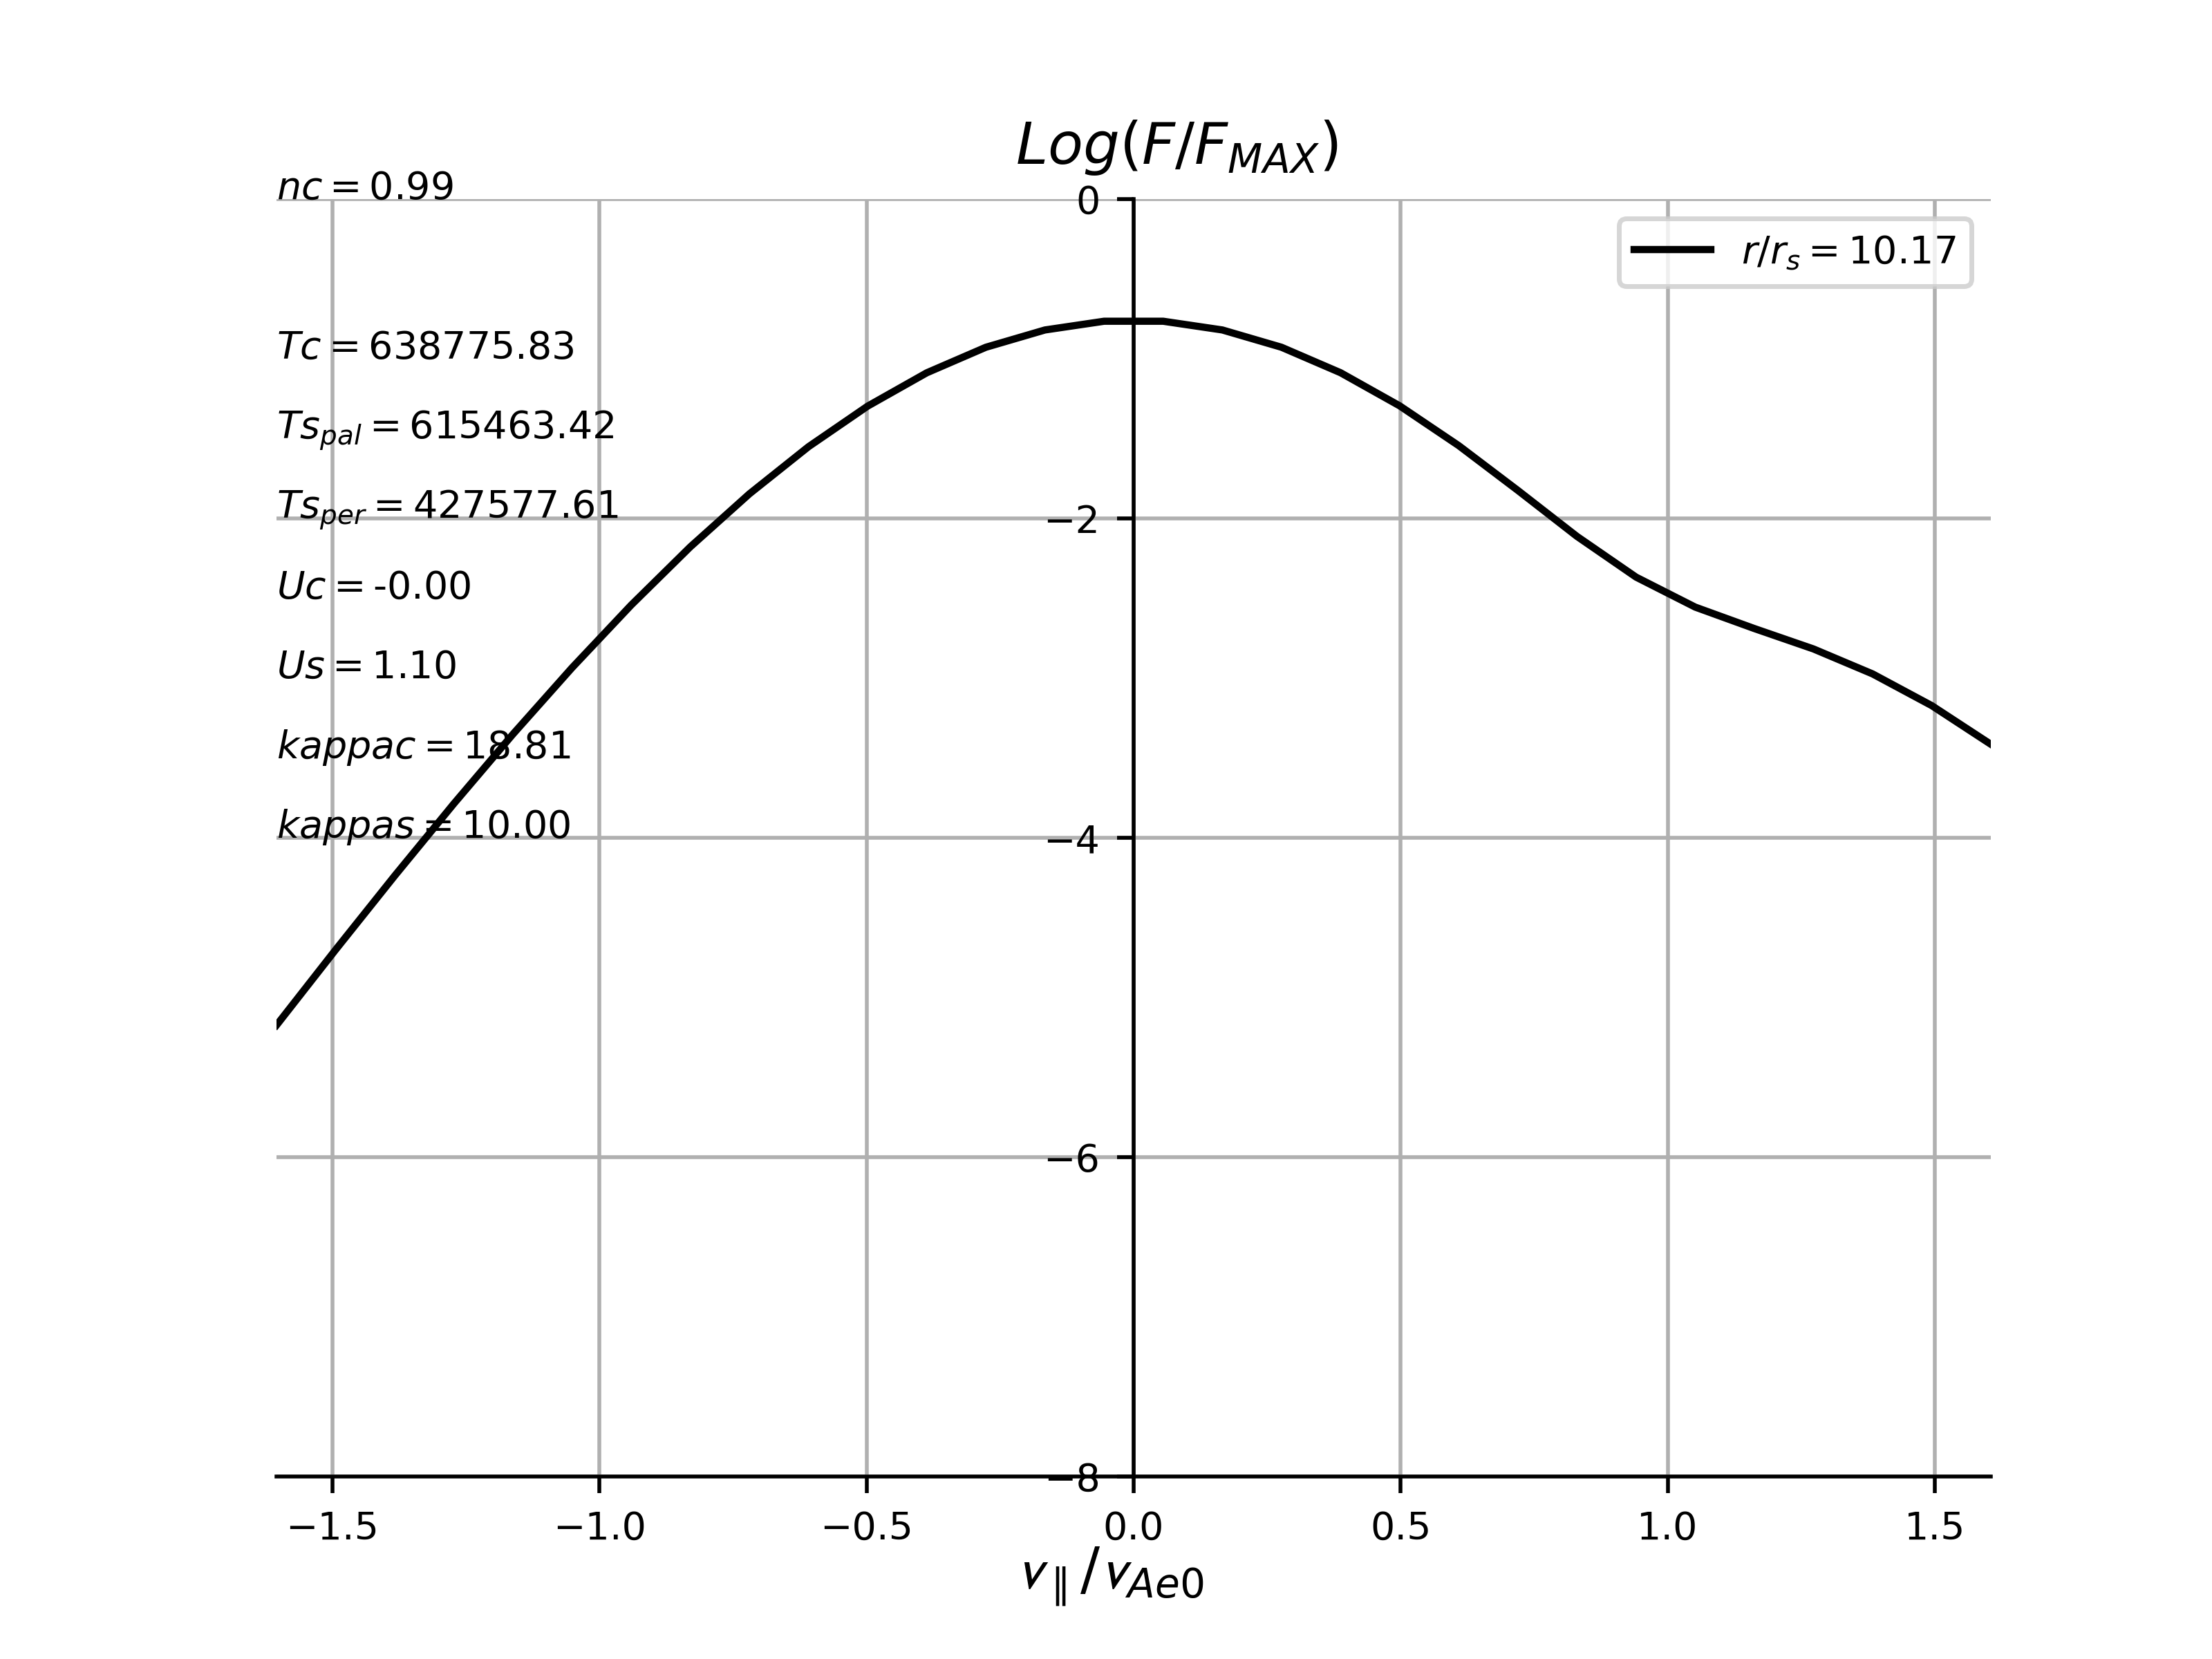 Log(F/F_MAX)
nc = 0.99
0
r/r_s = 10.17
Tc = 638775.83
Ts_pal = 615463.42
Ts_per = 427577.61
−2
Uc = -0.00
Us = 1.10
kappac = 18.81
kappas = 10.00
−4
−6
−8
−1.5 −1.0 −0.5 0.0 0.5 1.0 1.5
v_∥/v_Ae0